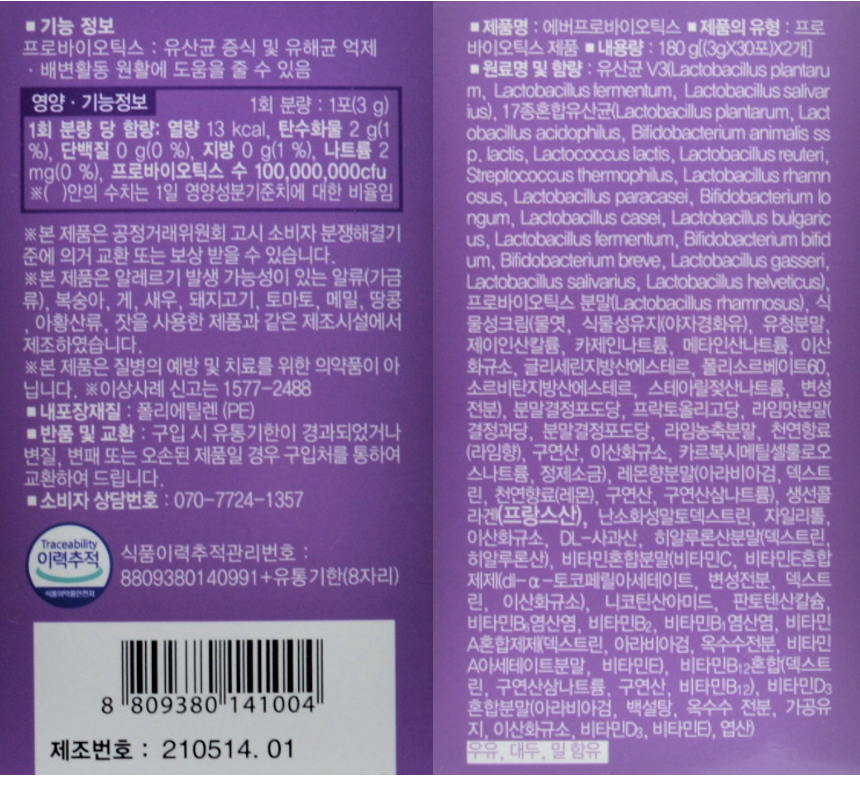 ■ 기능 정보
프로바이오틱스 : 유산균 증식 및 유해균 억제
· 배변활동 원활에 도움을 줄 수 있음
영양 · 기능정보 1회 분량 : 1포(3 g)
1회 분량 당 함량: 열량 13 kcal, 탄수화물 2 g(1
%), 단백질 0 g(0 %), 지방 0 g(1 %), 나트륨 2
mg(0 %), 프로바이오틱스 수 100,000,000cfu
※( )안의 수치는 1일 영양성분기준치에 대한 비율임
※본 제품은 공정거래위원회 고시 소비자 분쟁해결기
준에 의거 교환 또는 보상 받을 수 있습니다.
※본 제품은 알레르기 발생 가능성이 있는 알류(가금
류), 복숭아, 게, 새우, 돼지고기, 토마토, 메밀, 땅콩
, 아황산류, 잣을 사용한 제품과 같은 제조시설에서
제조하였습니다.
※본 제품은 질병의 예방 및 치료를 위한 의약품이 아
닙니다. ※이상사례 신고는 1577-2488
■ 내포장재질 : 폴리에틸렌 (PE)
■ 반품 및 교환 : 구입 시 유통기한이 경과되었거나
변질, 변패 또는 오손된 제품일 경우 구입처를 통하여
교환하여 드립니다.
■ 소비자 상담번호 : 070-7724-1357
Traceability
이력추적
식품의약품안전처
식품이력추적관리번호 :
8809380140991+유통기한(8자리)
8 809380 141004
제조번호 : 210514. 01
■ 제품명 : 에버프로바이오틱스 ■ 제품의 유형 : 프로
바이오틱스 제품 ■ 내용량 : 180 g[(3gX30포)X2개]
■ 원료명 및 함량 : 유산균 V3(Lactobacillus plantaru
m, Lactobacillus fermentum, Lactobacillus salivar
ius), 17종혼합유산균(Lactobacillus plantarum, Lact
obacillus acidophilus, Bifidobacterium animalis ss
p. lactis, Lactococcus lactis, Lactobacillus reuteri,
Streptococcus thermophilus, Lactobacillus rhamn
osus, Lactobacillus paracasei, Bifidobacterium lo
ngum, Lactobacillus casei, Lactobacillus bulgaric
us, Lactobacillus fermentum, Bifidobacterium bifid
um, Bifidobacterium breve, Lactobacillus gasseri,
Lactobacillus salivarius, Lactobacillus helveticus),
프로바이오틱스 분말(Lactobacillus rhamnosus), 식
물성크림(물엿, 식물성유지(야자경화유), 유청분말,
제이인산칼륨, 카제인나트륨, 메타인산나트륨, 이산
화규소, 글리세린지방산에스테르, 폴리소르베이트60,
소르비탄지방산에스테르, 스테아릴젖산나트륨, 변성
전분), 분말결정포도당, 프락토올리고당, 라임맛분말(
결정과당, 분말결정포도당, 라임농축분말, 천연향료
(라임향), 구연산, 이산화규소, 카르복시메틸셀룰로오
스나트륨, 정제소금), 레몬향분말(아라비아검, 덱스트
린, 천연향료(레몬), 구연산, 구연산삼나트륨), 생선콜
라겐(프랑스산), 난소화성말토덱스트린, 자일리톨,
이산화규소, DL-사과산, 히알루론산분말(덱스트린,
히알루론산), 비타민혼합분말(비타민C, 비타민E혼합
제제(dl-α-토코페릴아세테이트, 변성전분, 덱스트
린, 이산화규소), 니코틴산아미드, 판토텐산칼슘,
비타민B₆염산염, 비타민B₂, 비타민B₁염산염, 비타민
A혼합제제(덱스트린, 아라비아검, 옥수수전분, 비타민
A아세테이트분말, 비타민E), 비타민B₁₂혼합(덱스트
린, 구연산삼나트륨, 구연산, 비타민B₁₂), 비타민D₃
혼합분말(아라비아검, 백설탕, 옥수수 전분, 가공유
지, 이산화규소, 비타민D₃, 비타민E), 엽산)
우유, 대두, 밀 함유